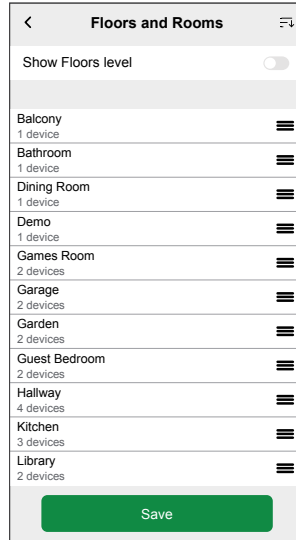 Floors and Rooms
Show Floors level
Balcony
1 device
Bathroom
1 device
Dining Room
1 device
Demo
1 device
Games Room
2 devices
Garage
2 devices
Garden
2 devices
Guest Bedroom
2 devices
Hallway
4 devices
Kitchen
3 devices
Library
2 devices
Save